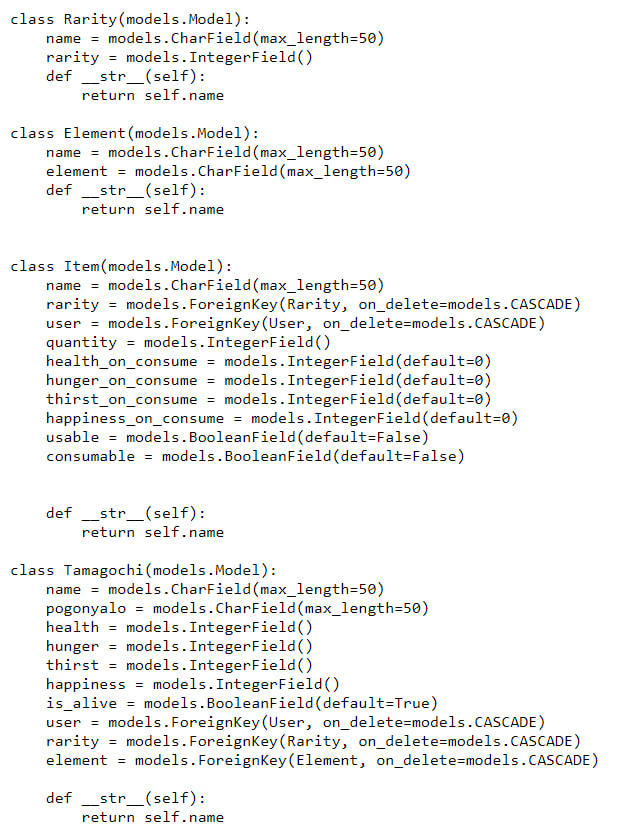 class Rarity(models.Model):
    name = models.CharField(max_length=50)
    rarity = models.IntegerField()
    def __str__(self):
        return self.name

class Element(models.Model):
    name = models.CharField(max_length=50)
    element = models.CharField(max_length=50)
    def __str__(self):
        return self.name


class Item(models.Model):
    name = models.CharField(max_length=50)
    rarity = models.ForeignKey(Rarity, on_delete=models.CASCADE)
    user = models.ForeignKey(User, on_delete=models.CASCADE)
    quantity = models.IntegerField()
    health_on_consume = models.IntegerField(default=0)
    hunger_on_consume = models.IntegerField(default=0)
    thirst_on_consume = models.IntegerField(default=0)
    happiness_on_consume = models.IntegerField(default=0)
    usable = models.BooleanField(default=False)
    consumable = models.BooleanField(default=False)


    def __str__(self):
        return self.name

class Tamagochi(models.Model):
    name = models.CharField(max_length=50)
    pogonyalo = models.CharField(max_length=50)
    health = models.IntegerField()
    hunger = models.IntegerField()
    thirst = models.IntegerField()
    happiness = models.IntegerField()
    is_alive = models.BooleanField(default=True)
    user = models.ForeignKey(User, on_delete=models.CASCADE)
    rarity = models.ForeignKey(Rarity, on_delete=models.CASCADE)
    element = models.ForeignKey(Element, on_delete=models.CASCADE)

    def __str__(self):
        return self.name